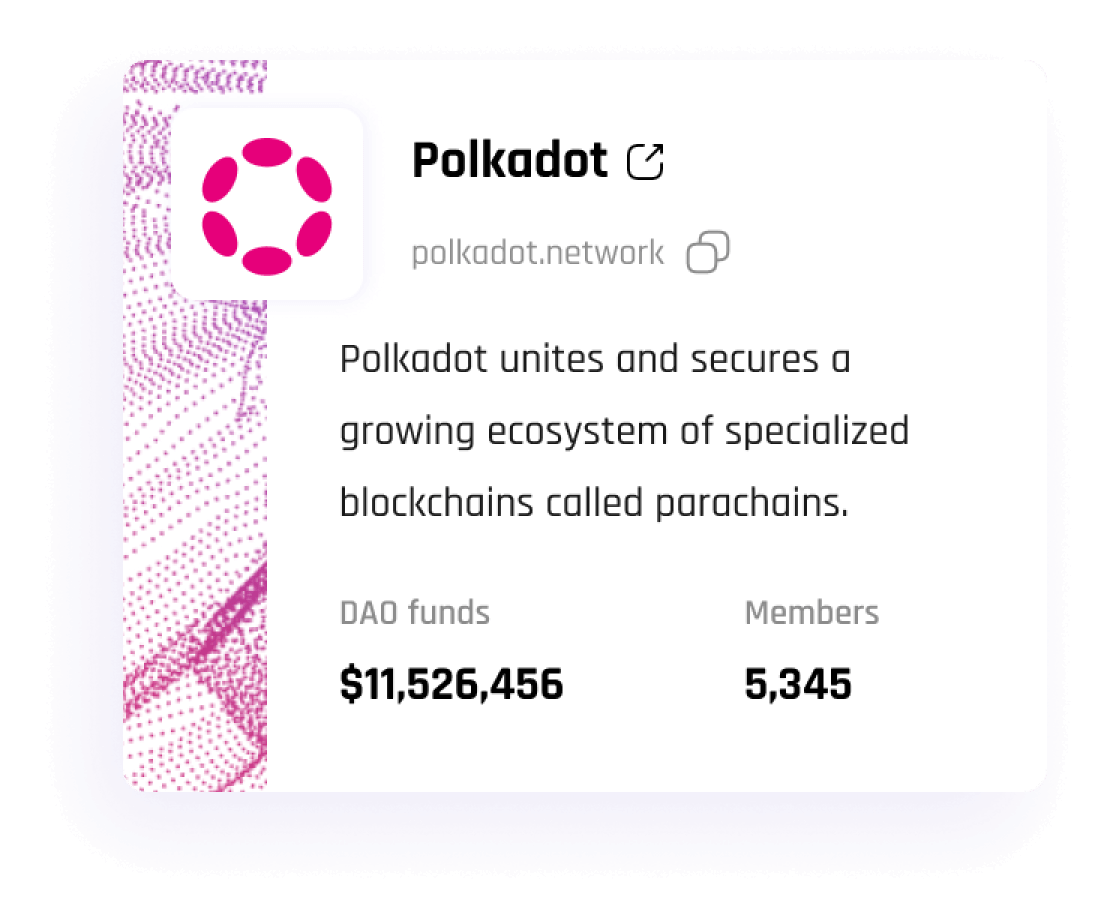 Polkadot
polkadot.network
Polkadot unites and secures a
growing ecosystem of specialized
blockchains called parachains.
DAO funds
Members
$11,526,456
5,345